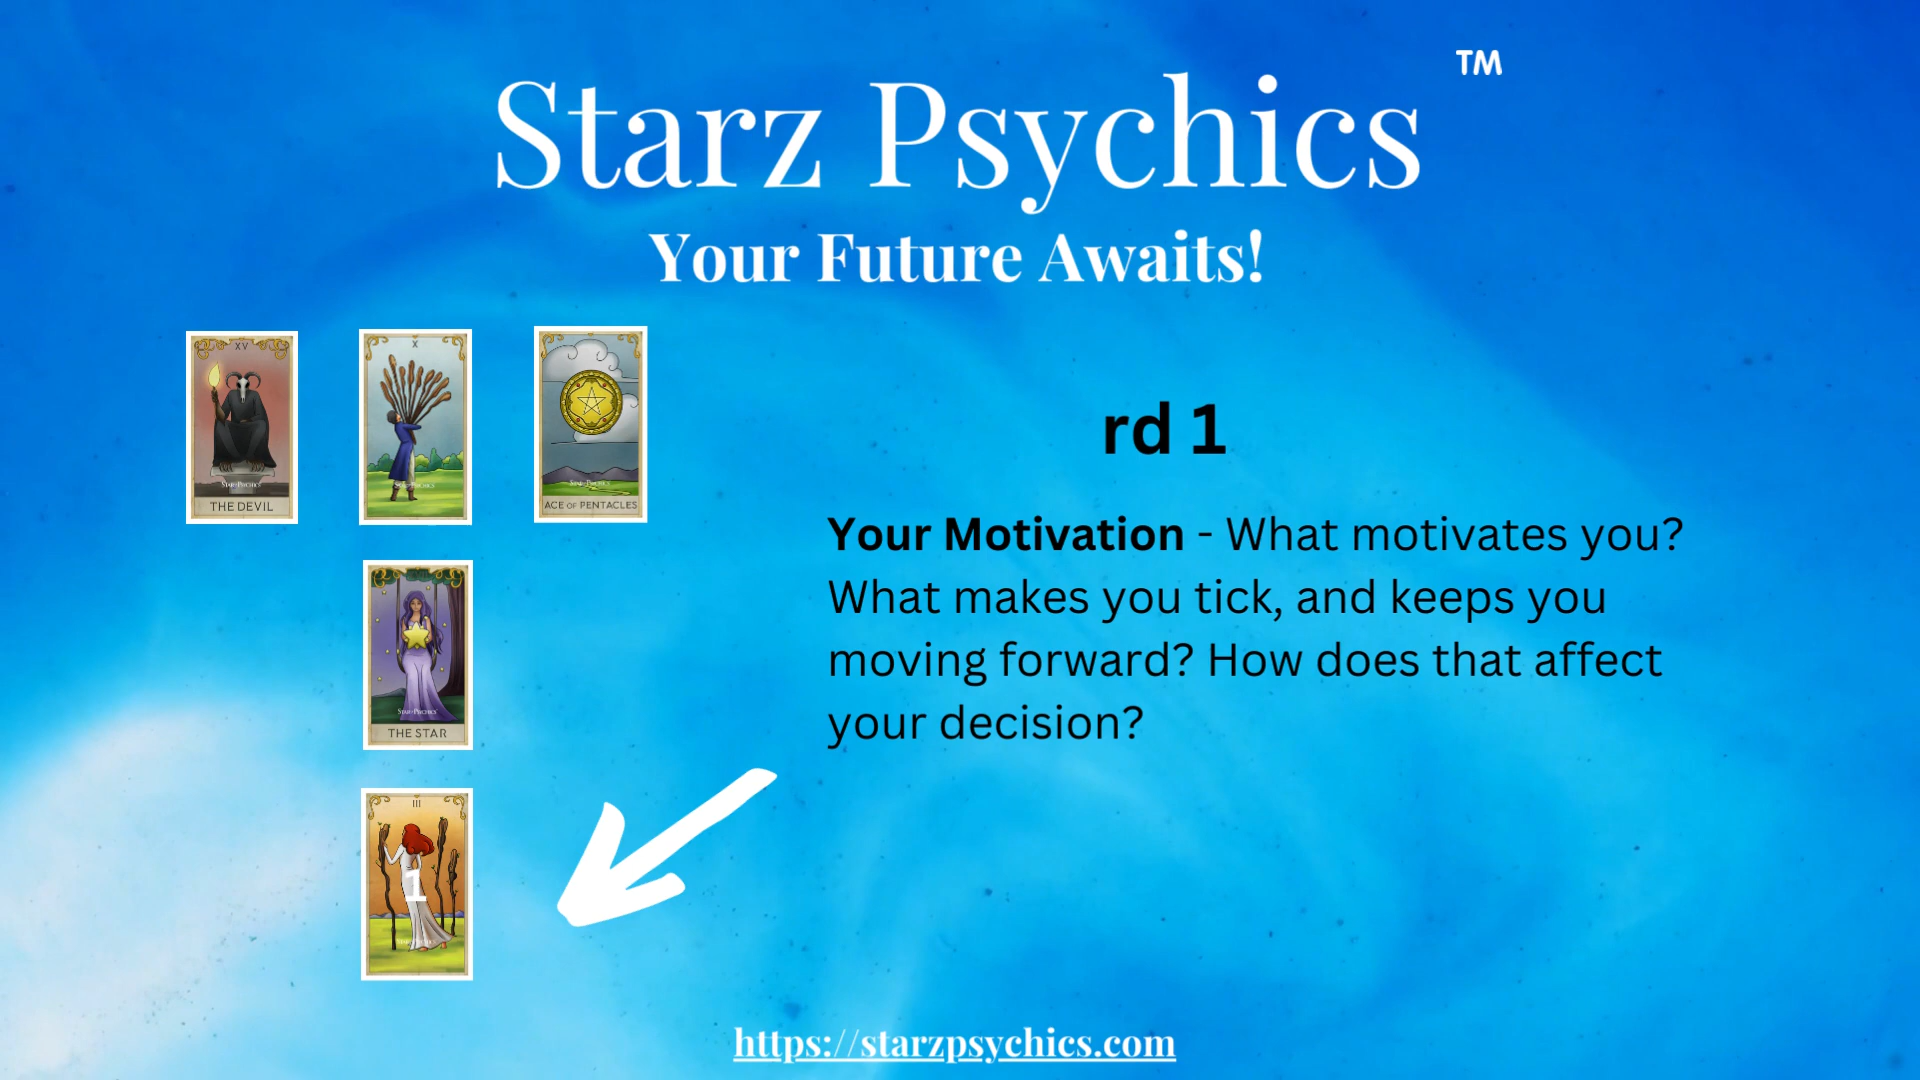 Starz Psychics ™
Your Future Awaits!
XV
THE DEVIL
X
ACE OF PENTACLES
rd 1
Your Motivation - What motivates you?
What makes you tick, and keeps you
moving forward? How does that affect
your decision?
THE STAR
III
1
https://starzpsychics.com